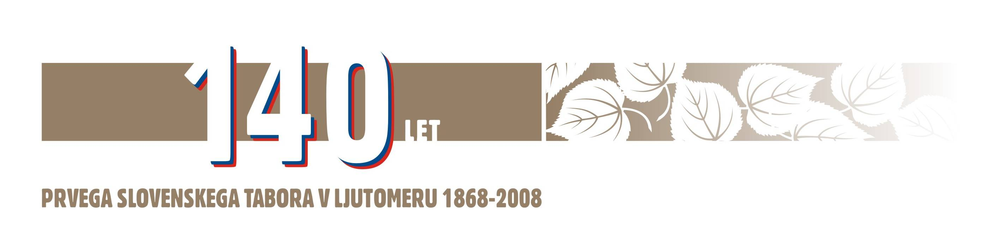 140 LET
PRVEGA SLOVENSKEGA TABORA V LJUTOMERU 1868-2008